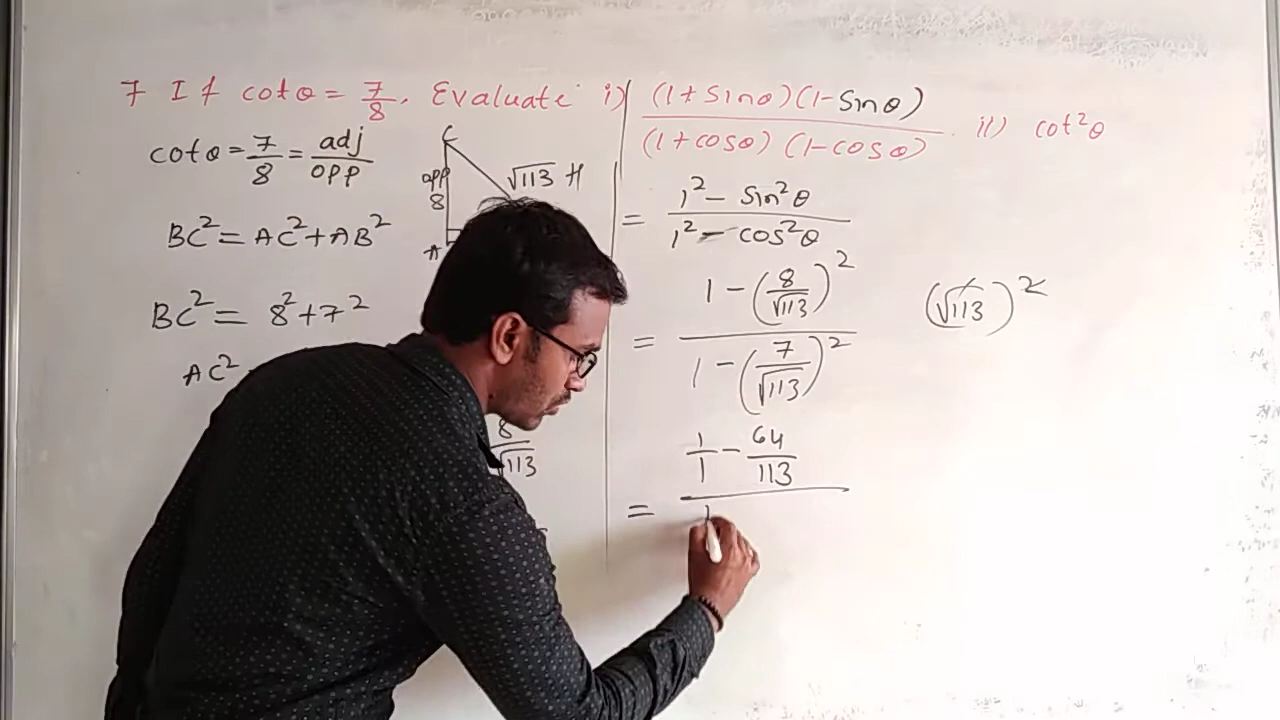 7 If cotθ = 7/8, Evaluate i) (1+sinθ)(1-sinθ) / (1+cosθ)(1-cosθ) ii) cot²θ
cotθ = 7/8 = adj/opp
C
opp
8
√113 H
A
BC² = AC² + AB²
BC² = 8² + 7²
AC²
8/√113
= 1² - sin²θ / 1² - cos²θ
= 1 - (8/√113)² / 1 - (7/√113)²
(√113)²
= 1/1 - 64/113 / 1